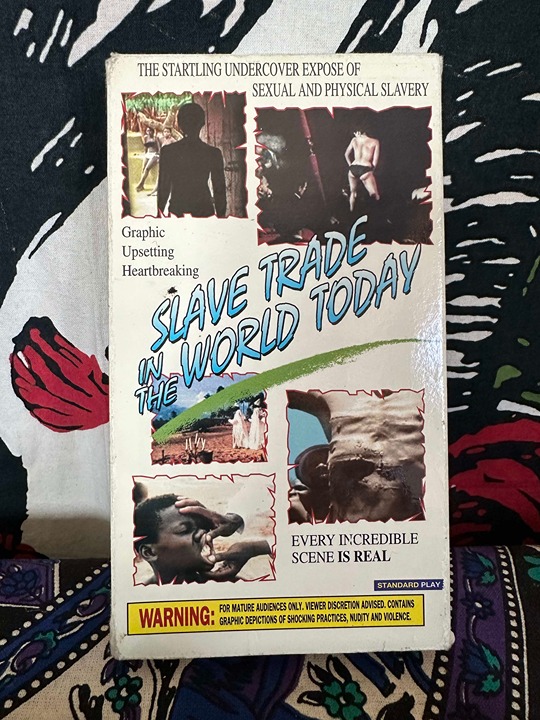 THE STARTLING UNDERCOVER EXPOSE OF
SEXUAL AND PHYSICAL SLAVERY
Graphic
Upsetting
Heartbreaking
SLAVE TRADE
IN THE WORLD TODAY
EVERY INCREDIBLE
SCENE IS REAL
STANDARD PLAY
WARNING: FOR MATURE AUDIENCES ONLY. VIEWER DISCRETION ADVISED. CONTAINS
GRAPHIC DEPICTIONS OF SHOCKING PRACTICES, NUDITY AND VIOLENCE.